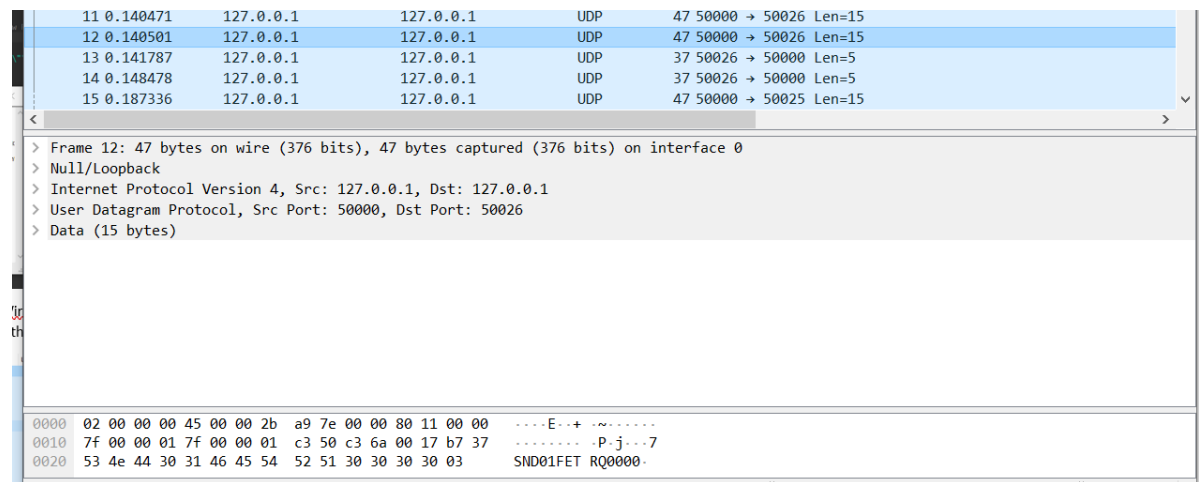 11 0.140471 127.0.0.1 127.0.0.1 UDP 47 50000 → 50026 Len=15
12 0.140501 127.0.0.1 127.0.0.1 UDP 47 50000 → 50026 Len=15
13 0.141787 127.0.0.1 127.0.0.1 UDP 37 50026 → 50000 Len=5
14 0.148478 127.0.0.1 127.0.0.1 UDP 37 50026 → 50000 Len=5
15 0.187336 127.0.0.1 127.0.0.1 UDP 47 50000 → 50025 Len=15
> Frame 12: 47 bytes on wire (376 bits), 47 bytes captured (376 bits) on interface 0
> Null/Loopback
> Internet Protocol Version 4, Src: 127.0.0.1, Dst: 127.0.0.1
> User Datagram Protocol, Src Port: 50000, Dst Port: 50026
> Data (15 bytes)
0000 02 00 00 00 45 00 00 2b a9 7e 00 00 80 11 00 00 ····E··+ ·~······
0010 7f 00 00 01 7f 00 00 01 c3 50 c3 6a 00 17 b7 37 ········ ·P·j···7
0020 53 4e 44 30 31 46 45 54 52 51 30 30 30 30 03 SND01FET RQ0000·